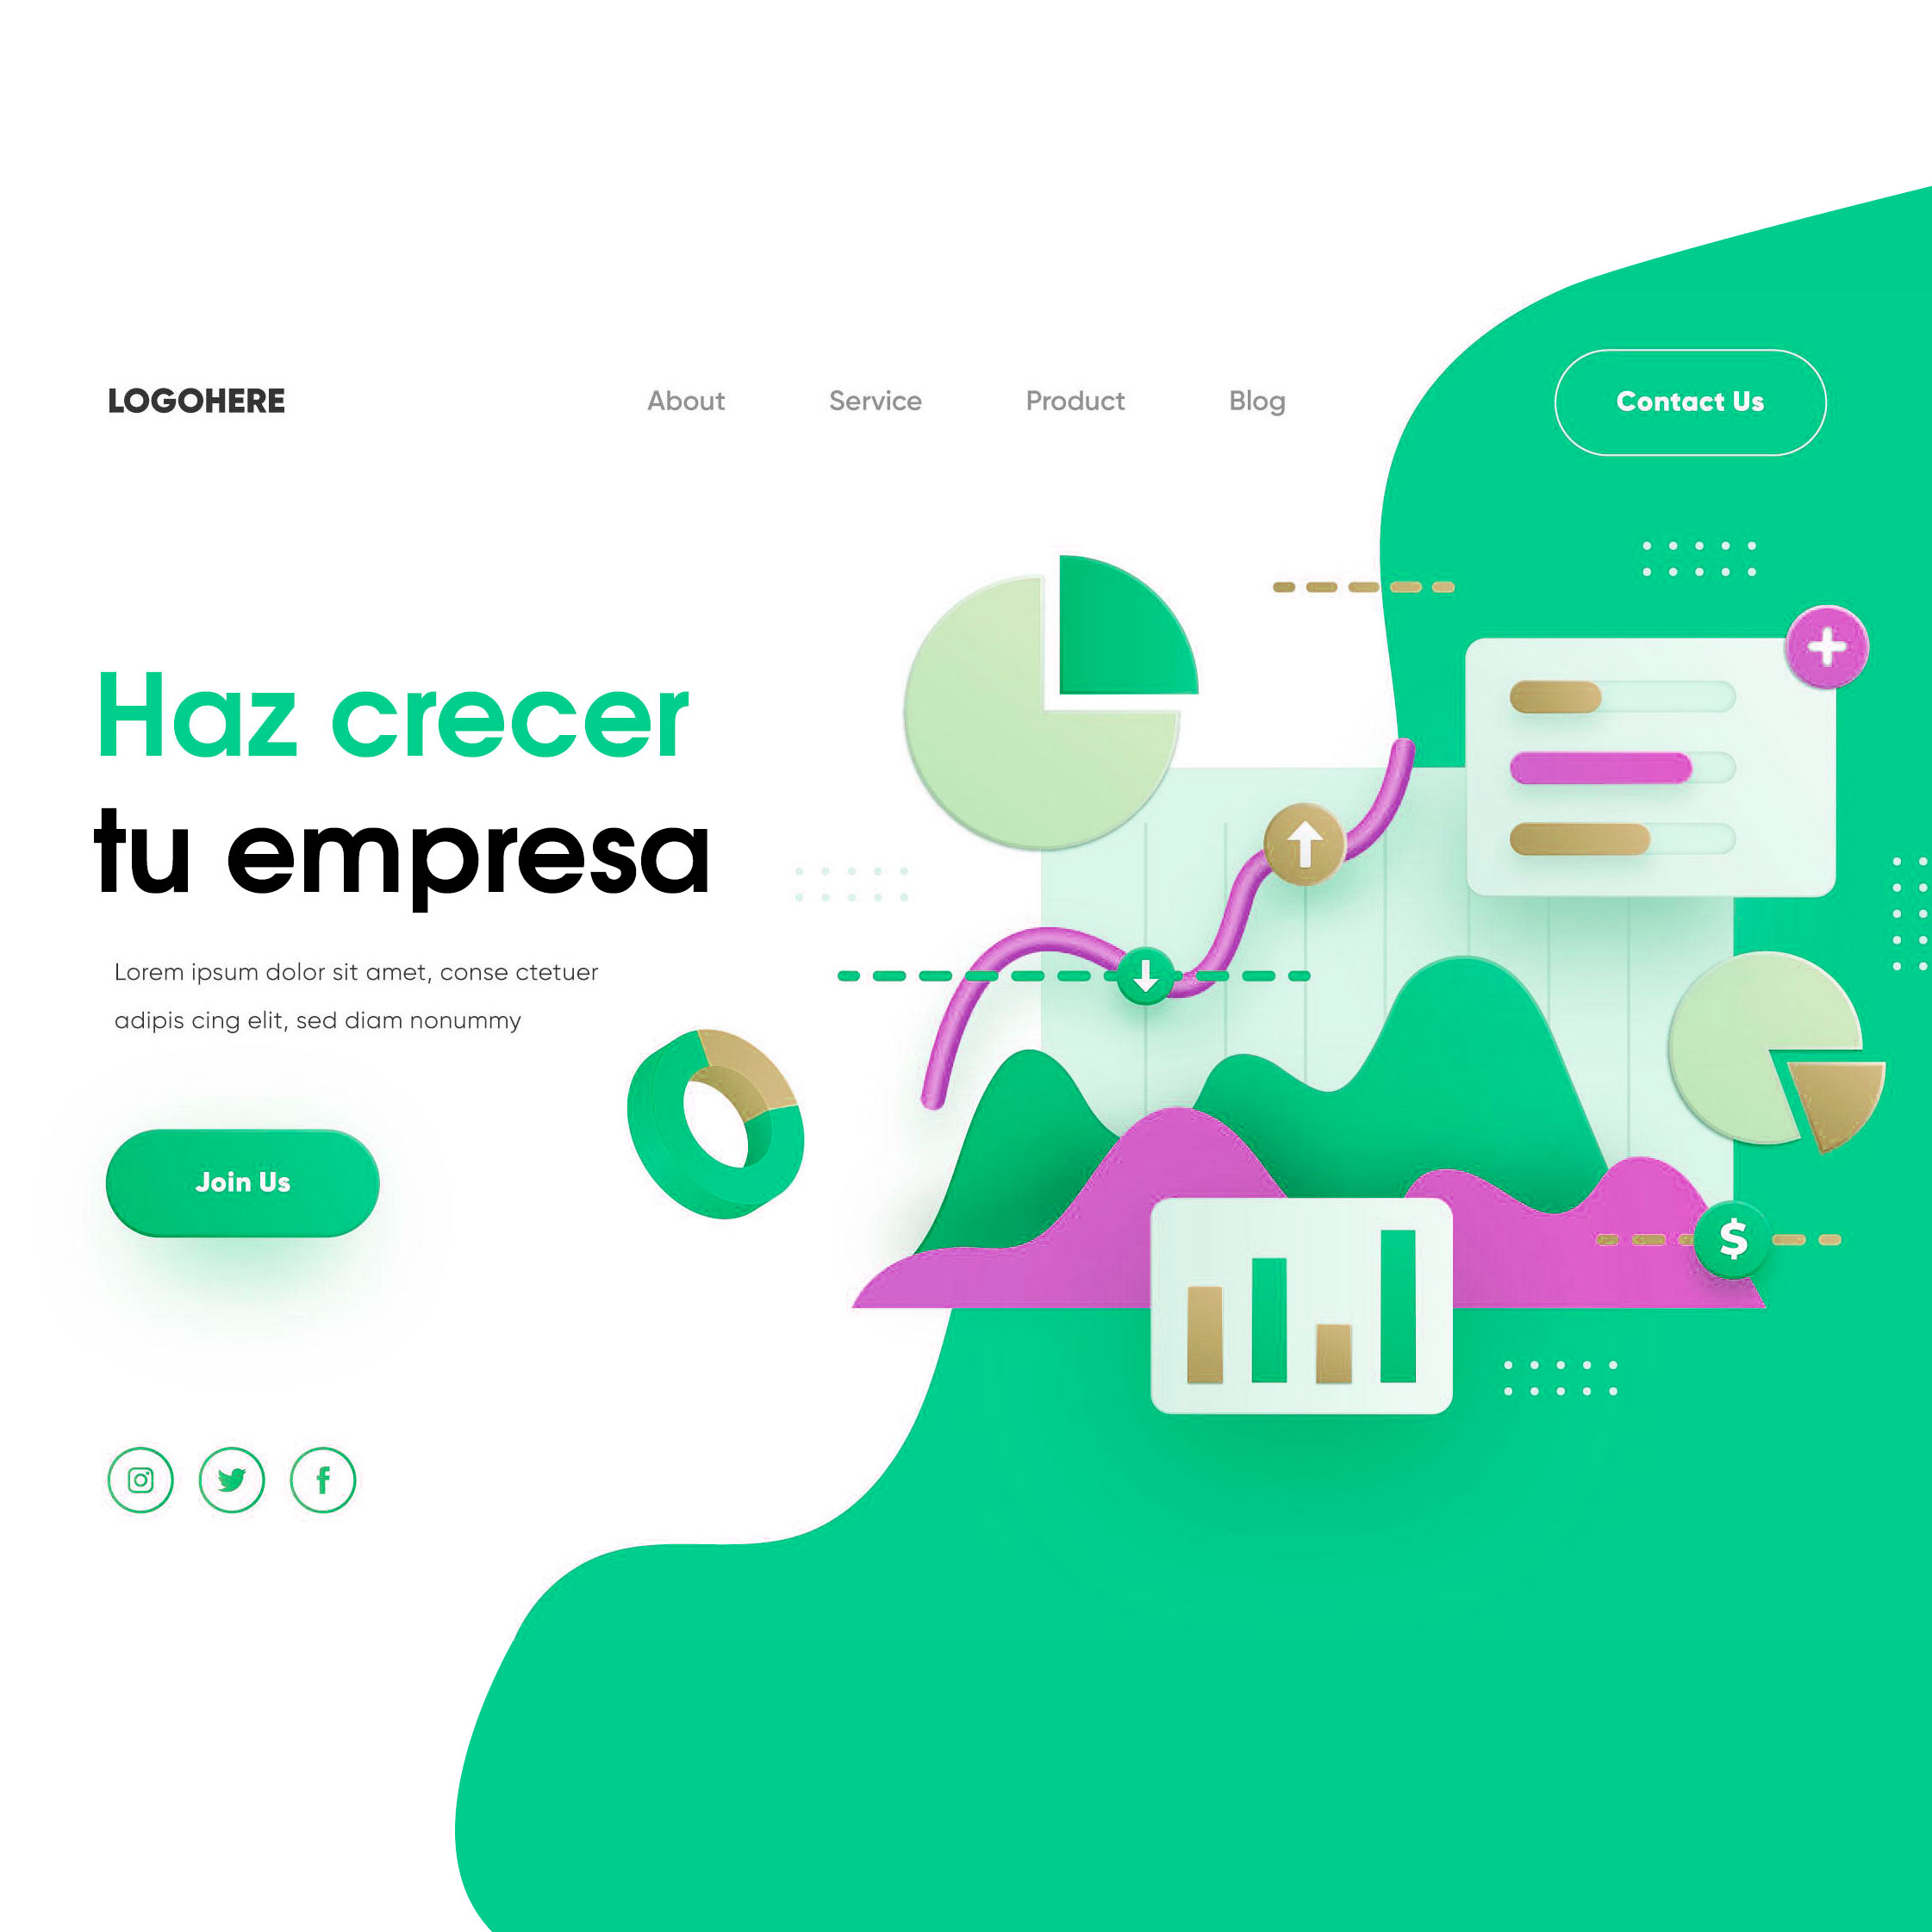 LOGOHERE
About Service Product Blog
Contact Us
Haz crecer
tu empresa
Lorem ipsum dolor sit amet, conse ctetuer
adipis cing elit, sed diam nonummy
Join Us
$